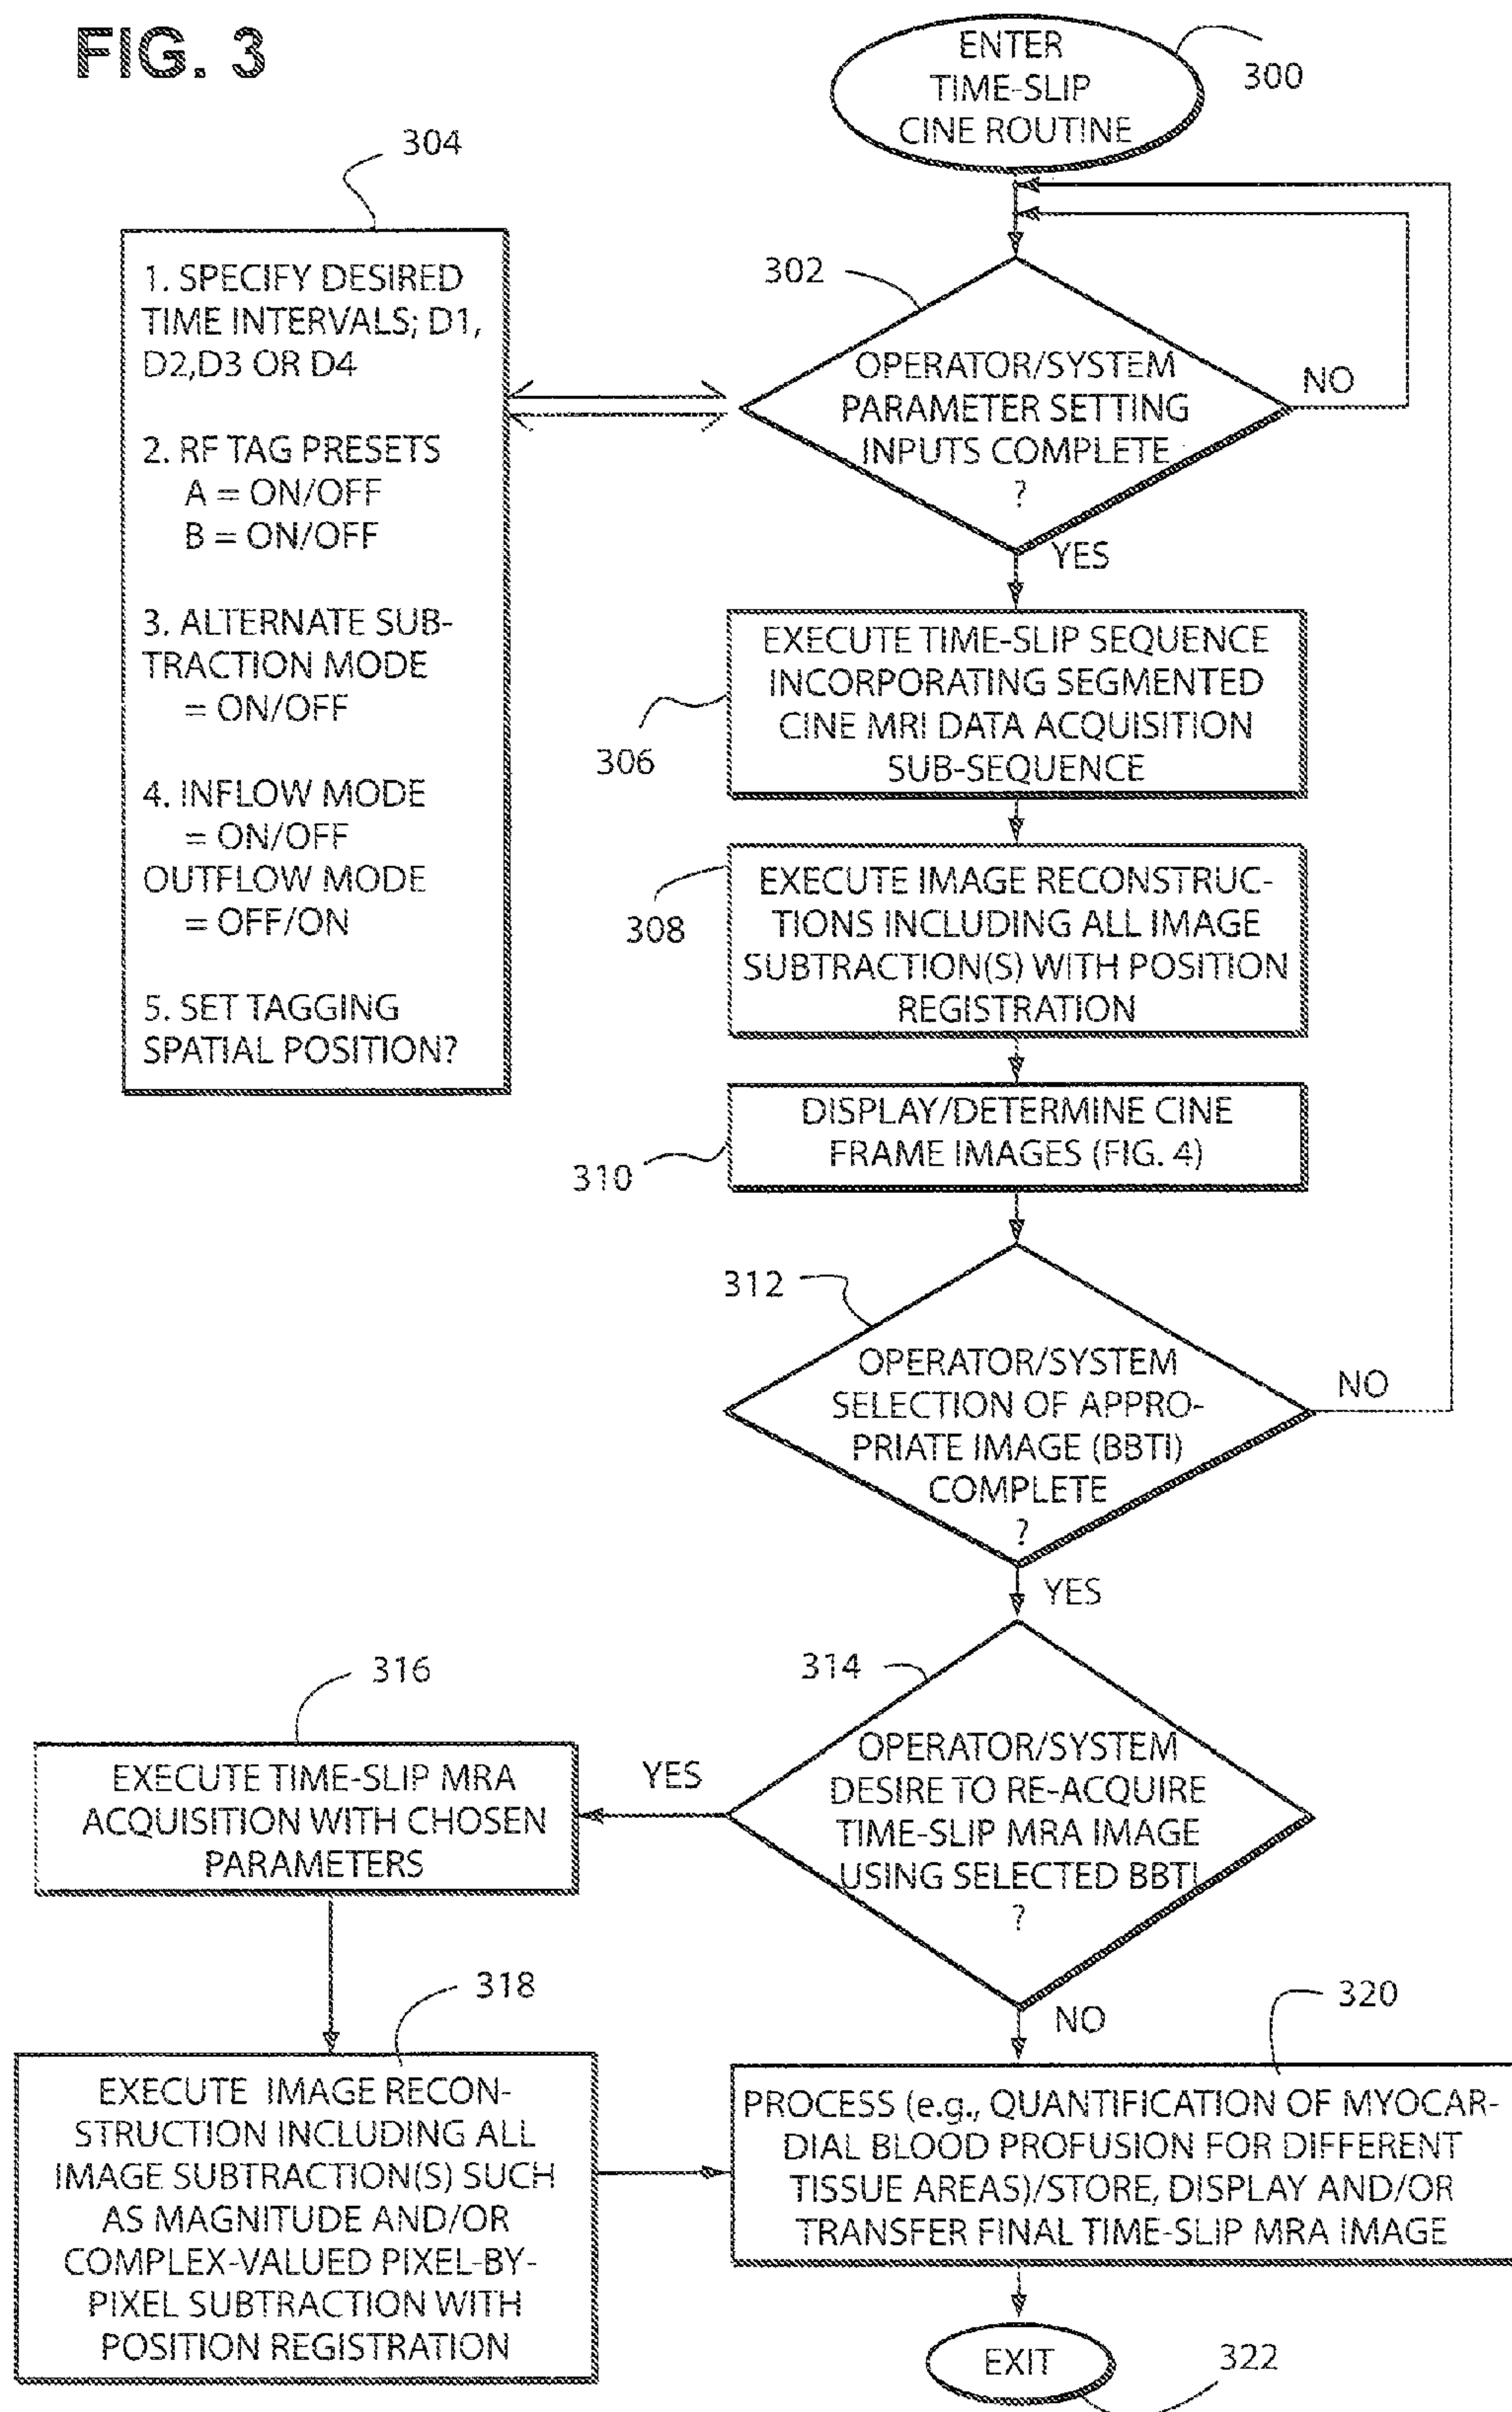 FIG. 3
ENTER
TIME-SLIP
CINE ROUTINE
300
304
1. SPECIFY DESIRED
TIME INTERVALS; D1,
D2,D3 OR D4
2. RF TAG PRESETS
A = ON/OFF
B = ON/OFF
3. ALTERNATE SUB-
TRACTION MODE
= ON/OFF
4. INFLOW MODE
= ON/OFF
OUTFLOW MODE
= OFF/ON
5. SET TAGGING
SPATIAL POSITION?
302
OPERATOR/SYSTEM
PARAMETER SETTING
INPUTS COMPLETE
?
NO
YES
306
EXECUTE TIME-SLIP SEQUENCE
INCORPORATING SEGMENTED
CINE MRI DATA ACQUISITION
SUB-SEQUENCE
308
EXECUTE IMAGE RECONSTRUC-
TIONS INCLUDING ALL IMAGE
SUBTRACTION(S) WITH POSITION
REGISTRATION
310
DISPLAY/DETERMINE CINE
FRAME IMAGES (FIG. 4)
312
OPERATOR/SYSTEM
SELECTION OF APPRO-
PRIATE IMAGE (BBTI)
COMPLETE
?
NO
YES
314
OPERATOR/SYSTEM
DESIRE TO RE-ACQUIRE
TIME-SLIP MRA IMAGE
USING SELECTED BBTI
?
YES
NO
316
EXECUTE TIME-SLIP MRA
ACQUISITION WITH CHOSEN
PARAMETERS
318
EXECUTE IMAGE RECON-
STRUCTION INCLUDING ALL
IMAGE SUBTRACTION(S) SUCH
AS MAGNITUDE AND/OR
COMPLEX-VALUED PIXEL-BY-
PIXEL SUBTRACTION WITH
POSITION REGISTRATION
320
PROCESS (e.g., QUANTIFICATION OF MYOCAR-
DIAL BLOOD PROFUSION FOR DIFFERENT
TISSUE AREAS)/STORE, DISPLAY AND/OR
TRANSFER FINAL TIME-SLIP MRA IMAGE
EXIT
322